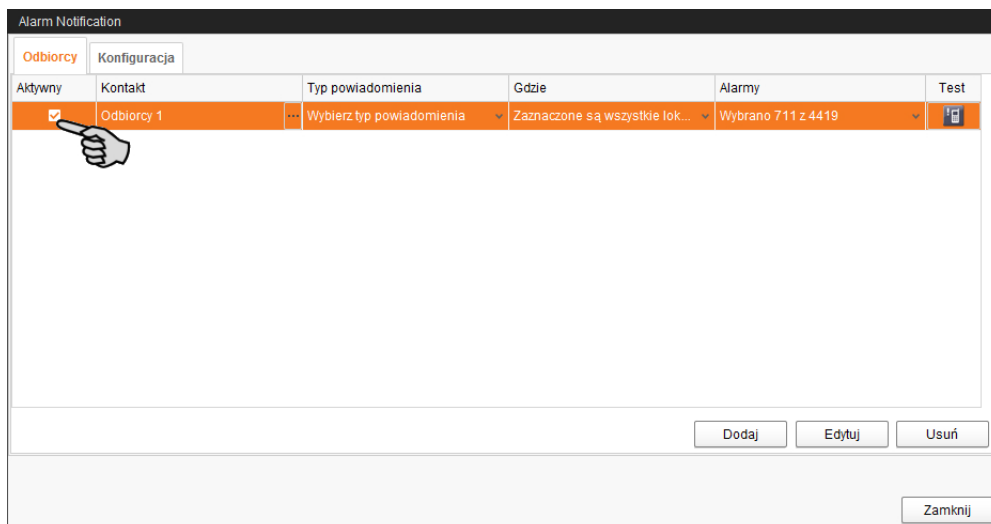 Alarm Notification
Odbiorcy Konfiguracja
Aktywny Kontakt Typ powiadomienia Gdzie Alarmy Test
Odbiorcy 1 ... Wybierz typ powiadomienia Zaznaczone są wszystkie lok... Wybrano 711 z 4419
Dodaj Edytuj Usuń
Zamknij